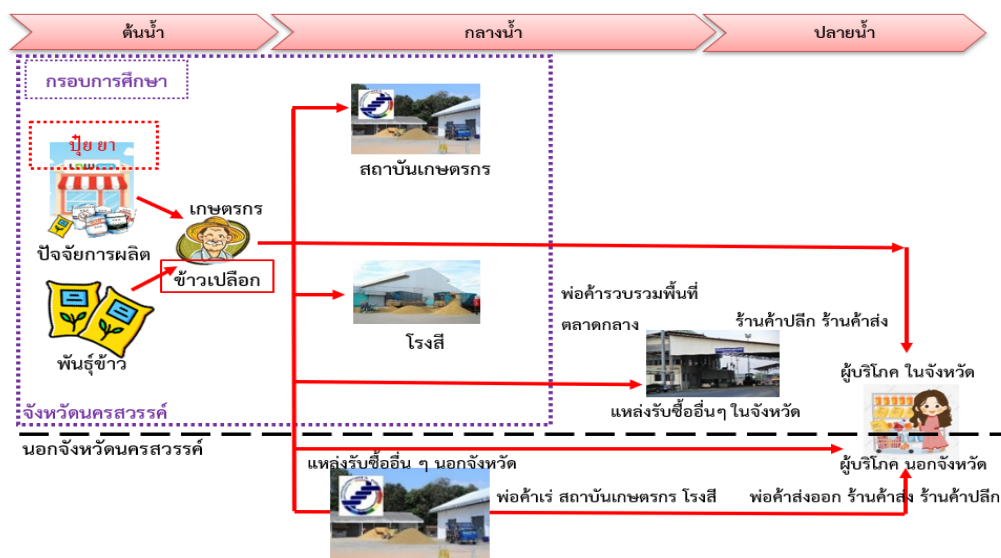 ต้นน้ำ
กลางน้ำ
ปลายน้ำ
กรอบการศึกษา
ปุ๋ย ยา
สถาบันเกษตรกร
เกษตรกร
ปัจจัยการผลิต
ข้าวเปลือก
พ่อค้ารวบรวมพื้นที่
ตลาดกลาง
ร้านค้าปลีก ร้านค้าส่ง
โรงสี
พันธุ์ข้าว
ผู้บริโภค ในจังหวัด
แหล่งรับซื้ออื่นๆ ในจังหวัด
จังหวัดนครสวรรค์
นอกจังหวัดนครสวรรค์
แหล่งรับซื้ออื่น ๆ นอกจังหวัด
ผู้บริโภค นอกจังหวัด
พ่อค้าเร่ สถาบันเกษตรกร โรงสี
พ่อค้าส่งออก ร้านค้าส่ง ร้านค้าปลีก